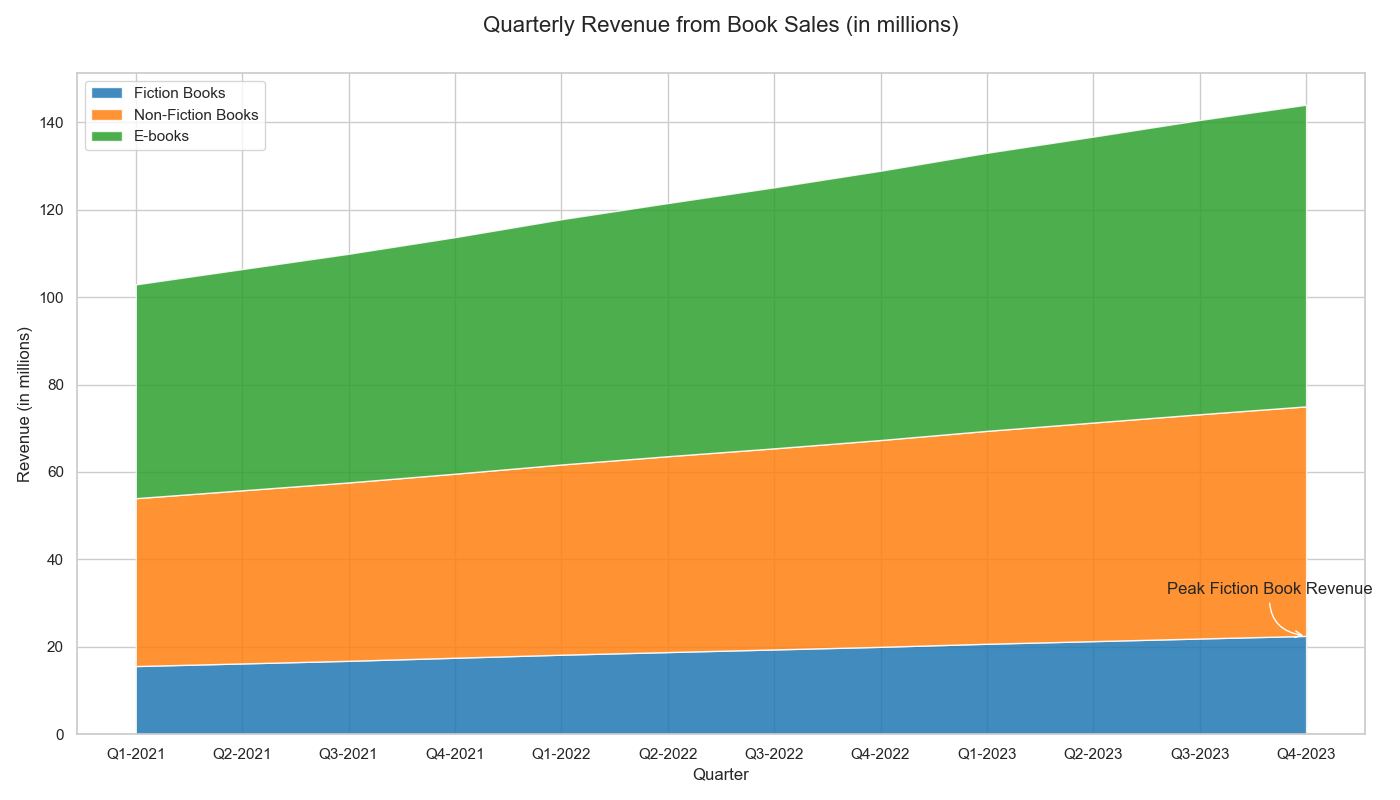 Quarterly Revenue from Book Sales (in millions)
Fiction Books
Non-Fiction Books
E-books
Revenue (in millions)
140
120
100
80
60
40
20
0
Peak Fiction Book Revenue
Q1-2021 Q2-2021 Q3-2021 Q4-2021 Q1-2022 Q2-2022 Q3-2022 Q4-2022 Q1-2023 Q2-2023 Q3-2023 Q4-2023
Quarter